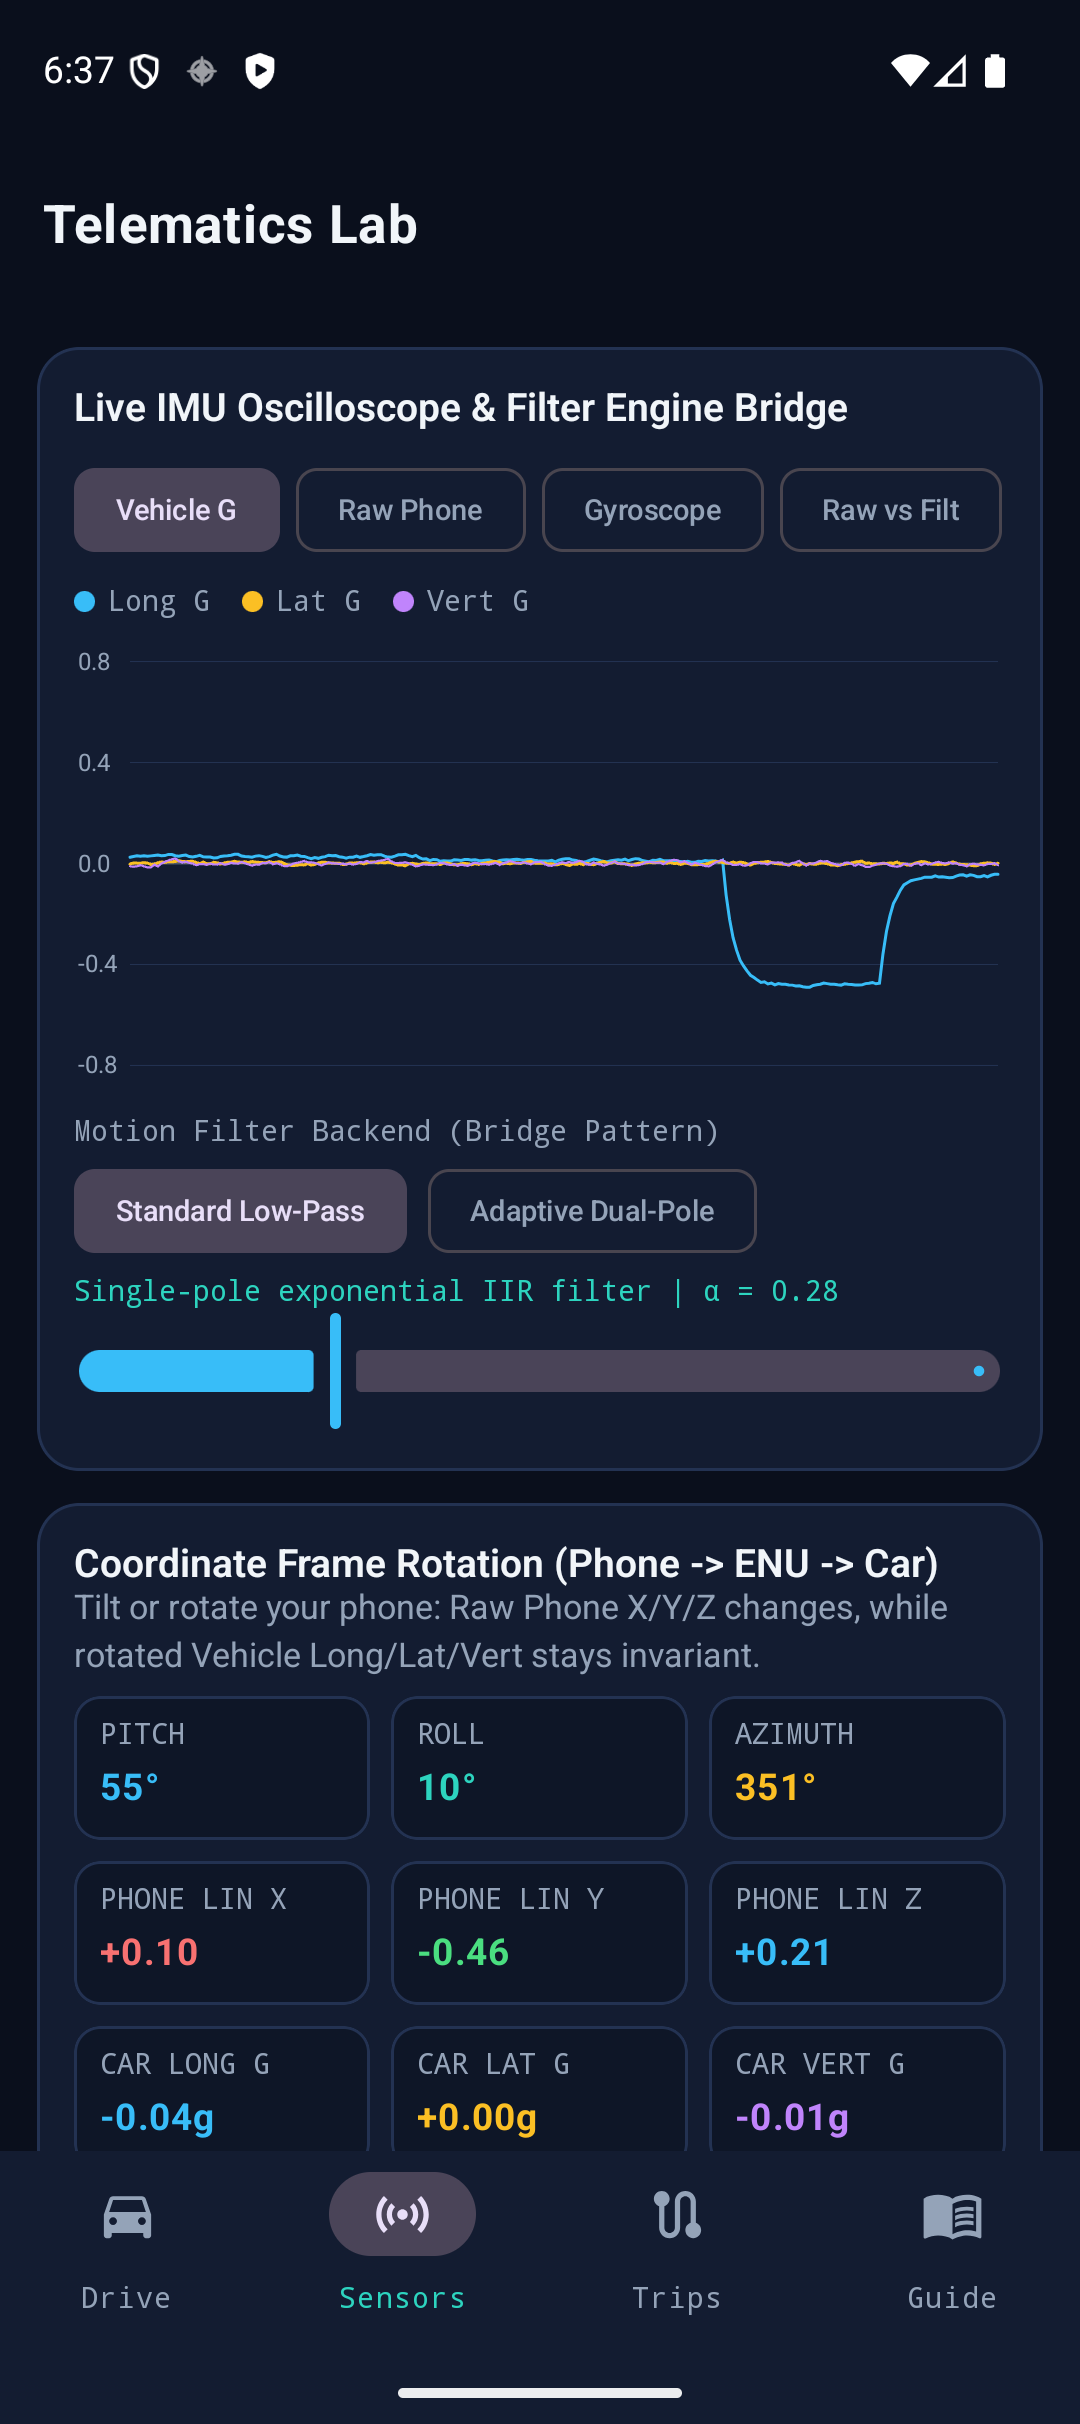 6:37
Telematics Lab
Live IMU Oscilloscope & Filter Engine Bridge
Vehicle G
Raw Phone
Gyroscope
Raw vs Filt
Long G
Lat G
Vert G
0.8
0.4
0.0
-0.4
-0.8
Motion Filter Backend (Bridge Pattern)
Standard Low-Pass
Adaptive Dual-Pole
Single-pole exponential IIR filter | α = 0.28
Coordinate Frame Rotation (Phone -> ENU -> Car)
Tilt or rotate your phone: Raw Phone X/Y/Z changes, while
rotated Vehicle Long/Lat/Vert stays invariant.
PITCH
55°
ROLL
10°
AZIMUTH
351°
PHONE LIN X
+0.10
PHONE LIN Y
-0.46
PHONE LIN Z
+0.21
CAR LONG G
-0.04g
CAR LAT G
+0.00g
CAR VERT G
-0.01g
Drive
Sensors
Trips
Guide